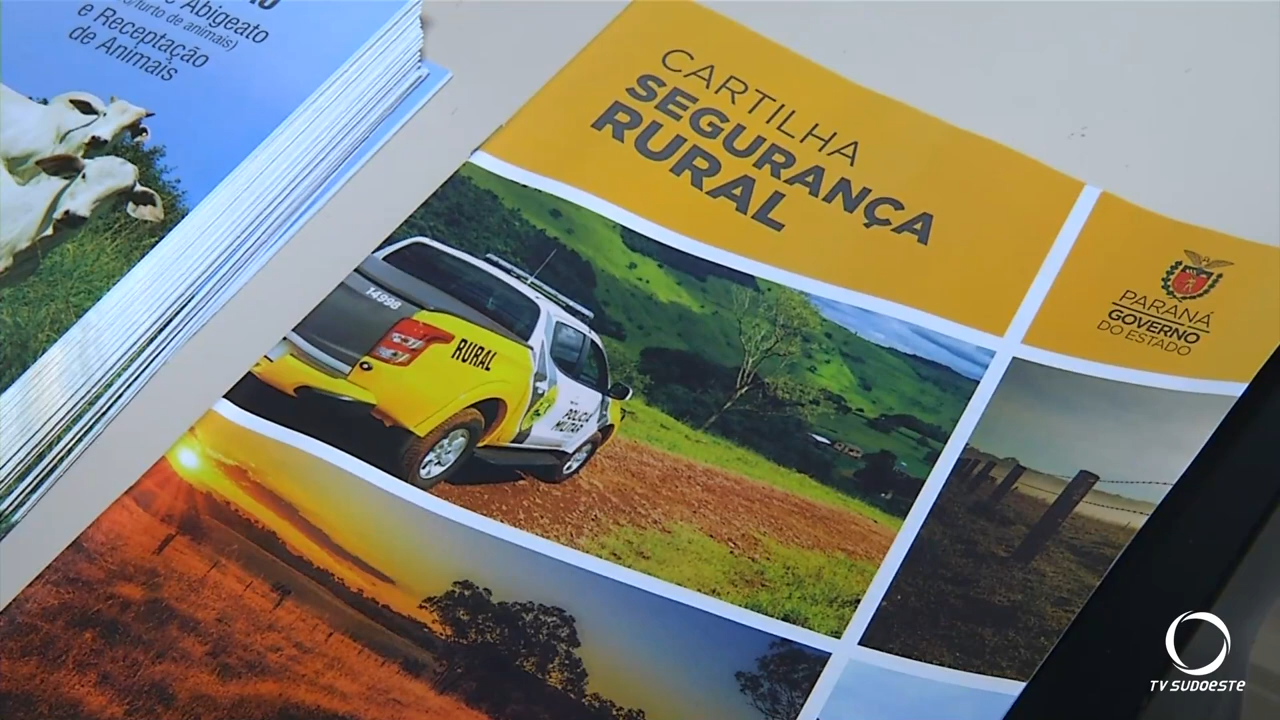 e Abigeato
o/furto de animais)
e Receptação
de Animais
CARTILHA
SEGURANÇA
RURAL
PARANÁ
GOVERNO
DO ESTADO
14998
RURAL
POLÍCIA
MILITAR
TV SUDOESTE